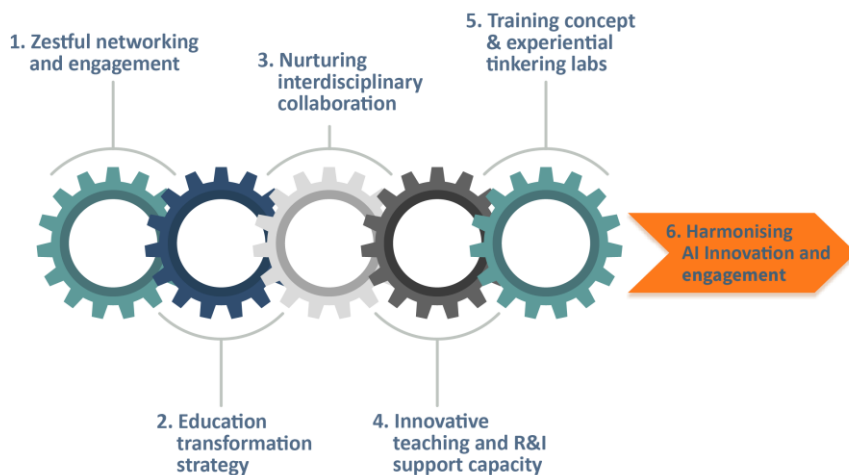 1. Zestful networking
and engagement
2. Education
transformation
strategy
3. Nurturing
interdisciplinary
collaboration
4. Innovative
teaching and R&I
support capacity
5. Training concept
& experiential
tinkering labs
6. Harmonising
AI Innovation and
engagement